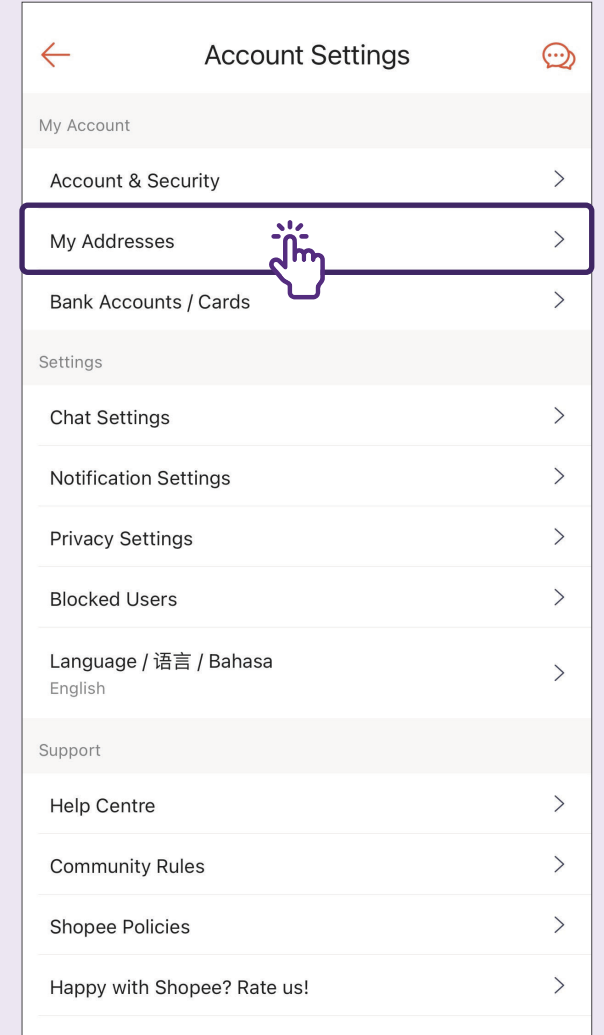 Account Settings
My Account
Account & Security
My Addresses
Bank Accounts / Cards
Settings
Chat Settings
Notification Settings
Privacy Settings
Blocked Users
Language / 语言 / Bahasa
English
Support
Help Centre
Community Rules
Shopee Policies
Happy with Shopee? Rate us!